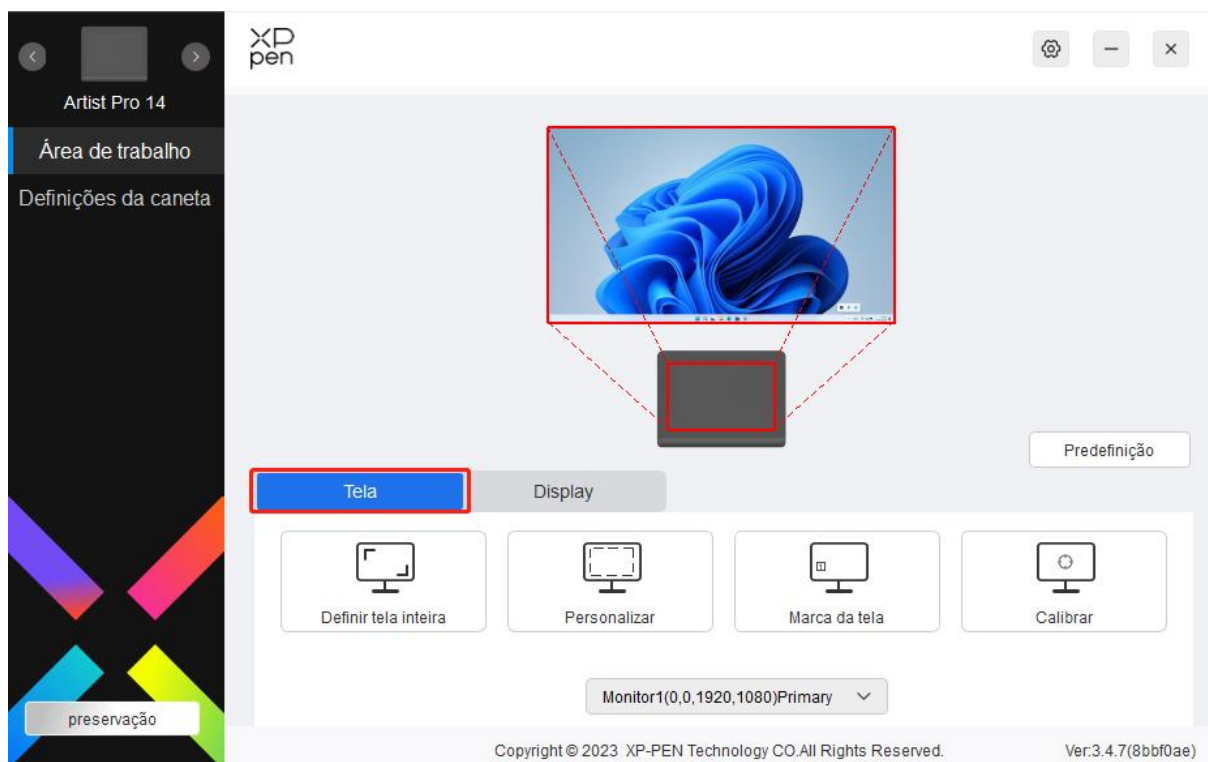 XP
pen
Artist Pro 14
Área de trabalho
Definições da caneta
Predefinição
Tela
Display
Definir tela inteira
Personalizar
Marca da tela
Calibrar
Monitor1(0,0,1920,1080)Primary
preservação
Copyright © 2023 XP-PEN Technology CO.All Rights Reserved.
Ver:3.4.7(8bbf0ae)